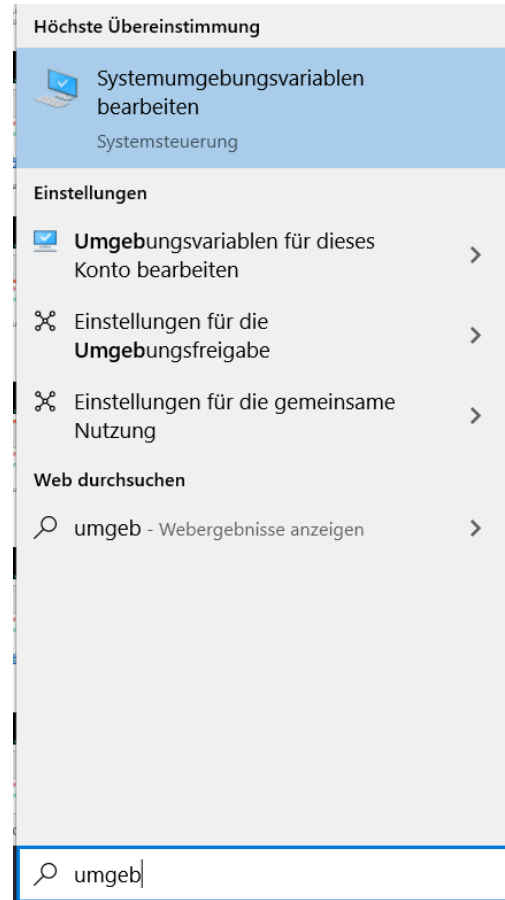 Höchste Übereinstimmung
Systemumgebungsvariablen
bearbeiten
Systemsteuerung
Einstellungen
Umgebungsvariablen für dieses
Konto bearbeiten
Einstellungen für die
Umgebungsfreigabe
Einstellungen für die gemeinsame
Nutzung
Web durchsuchen
umgeb - Webergebnisse anzeigen
umgeb